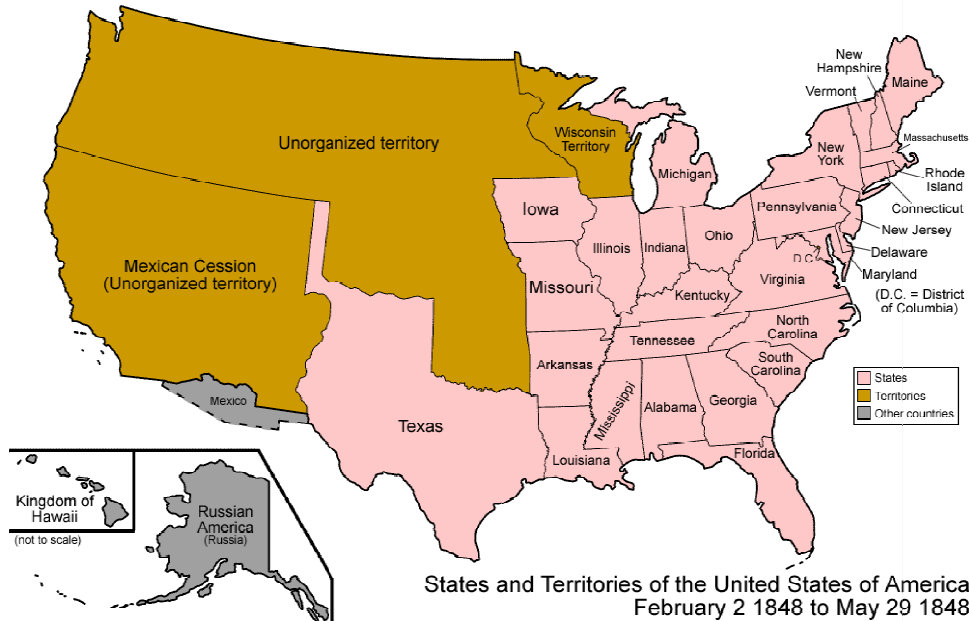 New
Hampshire
Vermont
Maine
Massachusetts
New
York
Rhode
Island
Connecticut
New Jersey
Delaware
Maryland
(D.C. = District
of Columbia)
Unorganized territory
Wisconsin
Territory
Michigan
Pennsylvania
Iowa
Illinois
Indiana
Ohio
D.C.
Virginia
Mexican Cession
(Unorganized territory)
Missouri
Kentucky
North
Carolina
Tennessee
South
Carolina
Arkansas
Mississippi
Alabama
Georgia
Mexico
Texas
Louisiana
Florida
States
Territories
Other countries
Kingdom of
Hawaii
(not to scale)
Russian
America
(Russia)
States and Territories of the United States of America
February 2 1848 to May 29 1848